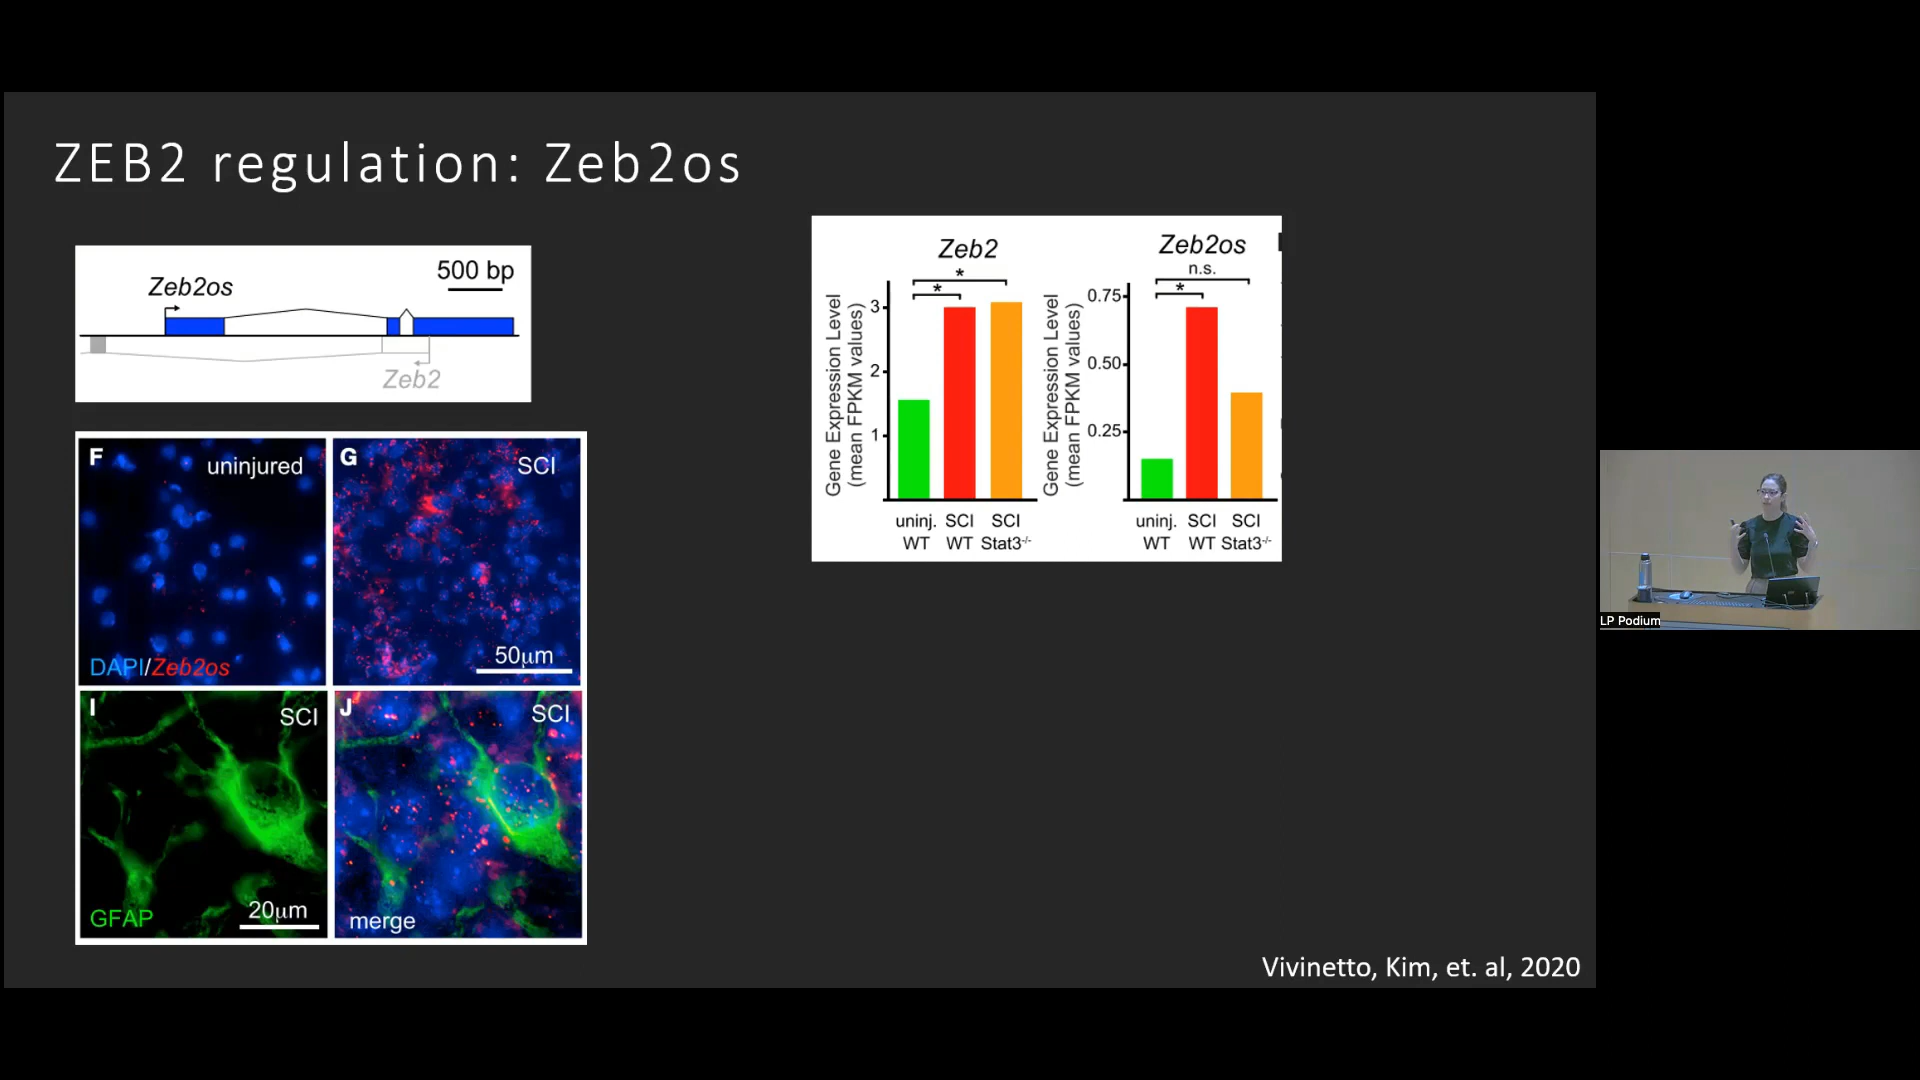 ZEB2 regulation: Zeb2os
500 bp
Zeb2os
Zeb2
F
uninjured
DAPI/Zeb2os
G
SCI
50μm
I
SCI
GFAP
20μm
J
SCI
merge
Zeb2
*
*
Gene Expression Level
(mean FPKM values)
3
2
1
uninj. SCI SCI
WT WT Stat3-/-
Zeb2os
n.s.
*
Gene Expression Level
(mean FPKM values)
0.75
0.50
0.25
uninj. SCI SCI
WT WT Stat3-/-
Vivinetto, Kim, et. al, 2020
LP Podium